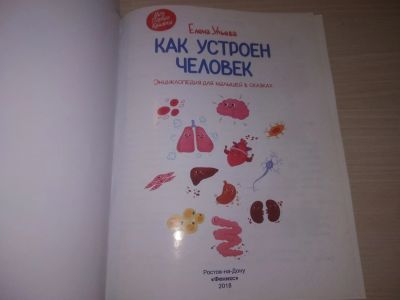 Елена Ульева
КАК УСТРОЕН
ЧЕЛОВЕК
Энциклопедия для малышей в сказках
Ростов-на-Дону
«Феникс»
2018